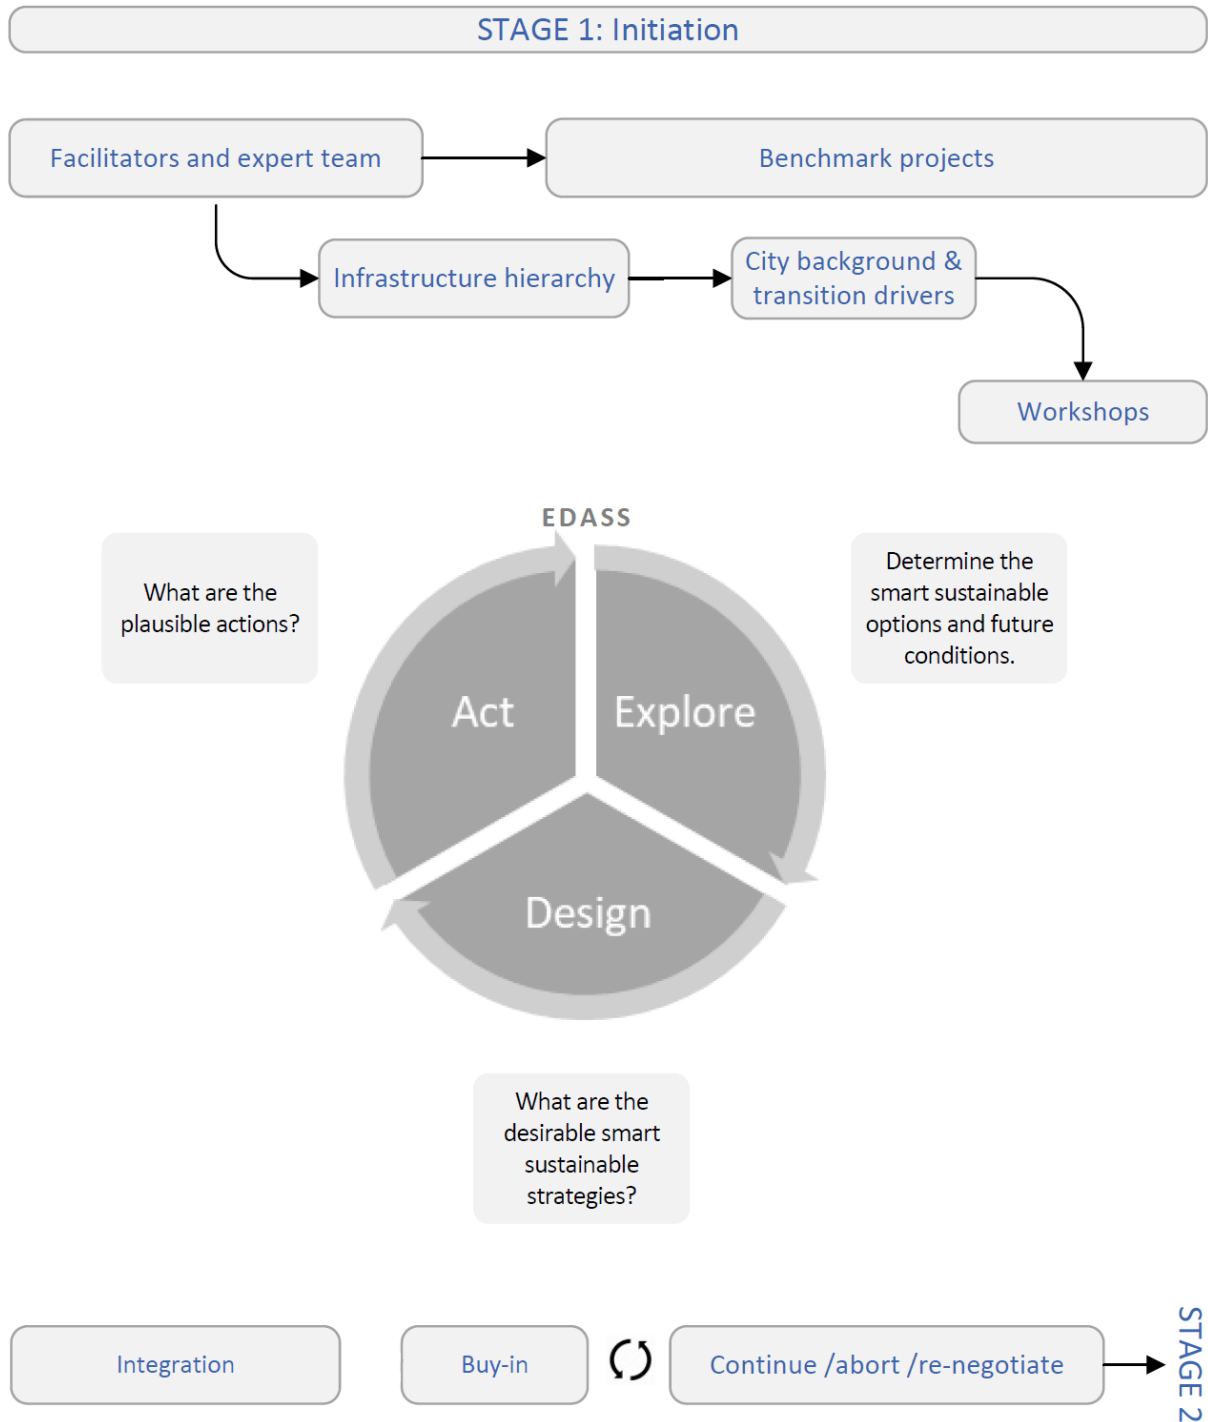 STAGE 1: Initiation
Facilitators and expert team
Benchmark projects
Infrastructure hierarchy
City background &
transition drivers
Workshops
EDASS
What are the
plausible actions?
Determine the
smart sustainable
options and future
conditions.
Act
Explore
Design
What are the
desirable smart
sustainable
strategies?
Integration
Buy-in
Continue /abort /re-negotiate
STAGE 2